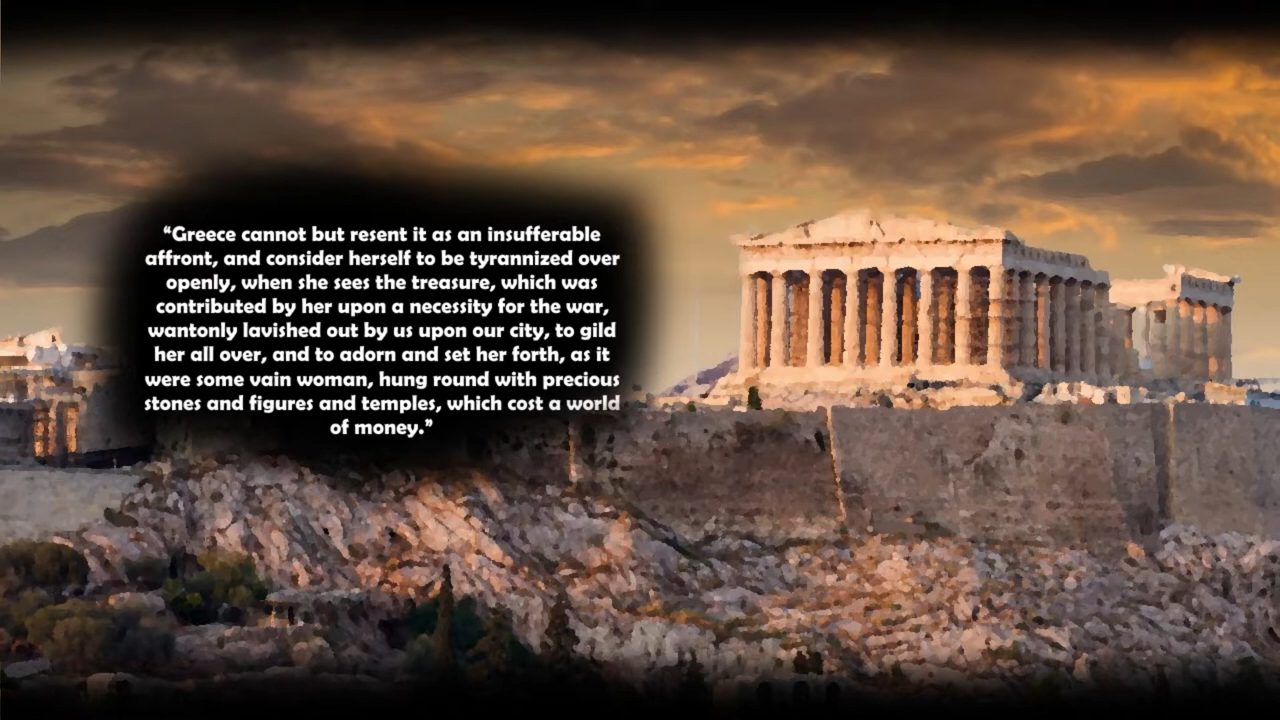 “Greece cannot but resent it as an insufferable
affront, and consider herself to be tyrannized over
openly, when she sees the treasure, which was
contributed by her upon a necessity for the war,
wantonly lavished out by us upon our city, to gild
her all over, and to adorn and set her forth, as it
were some vain woman, hung round with precious
stones and figures and temples, which cost a world
of money.”